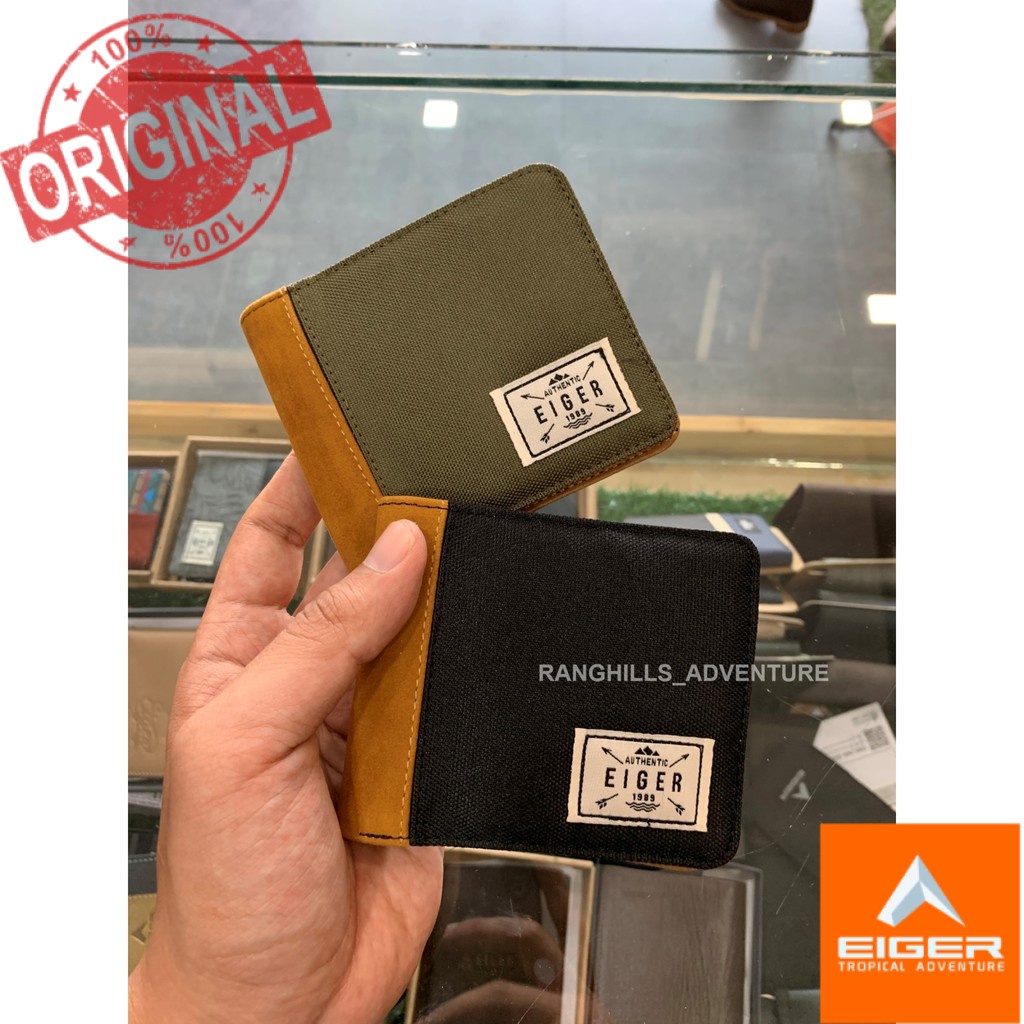 100%
ORIGINAL
100%
AUTHENTIC
EIGER
1989
RANGHILLS_ADVENTURE
AUTHENTIC
EIGER
1989
EIGER
TROPICAL ADVENTURE